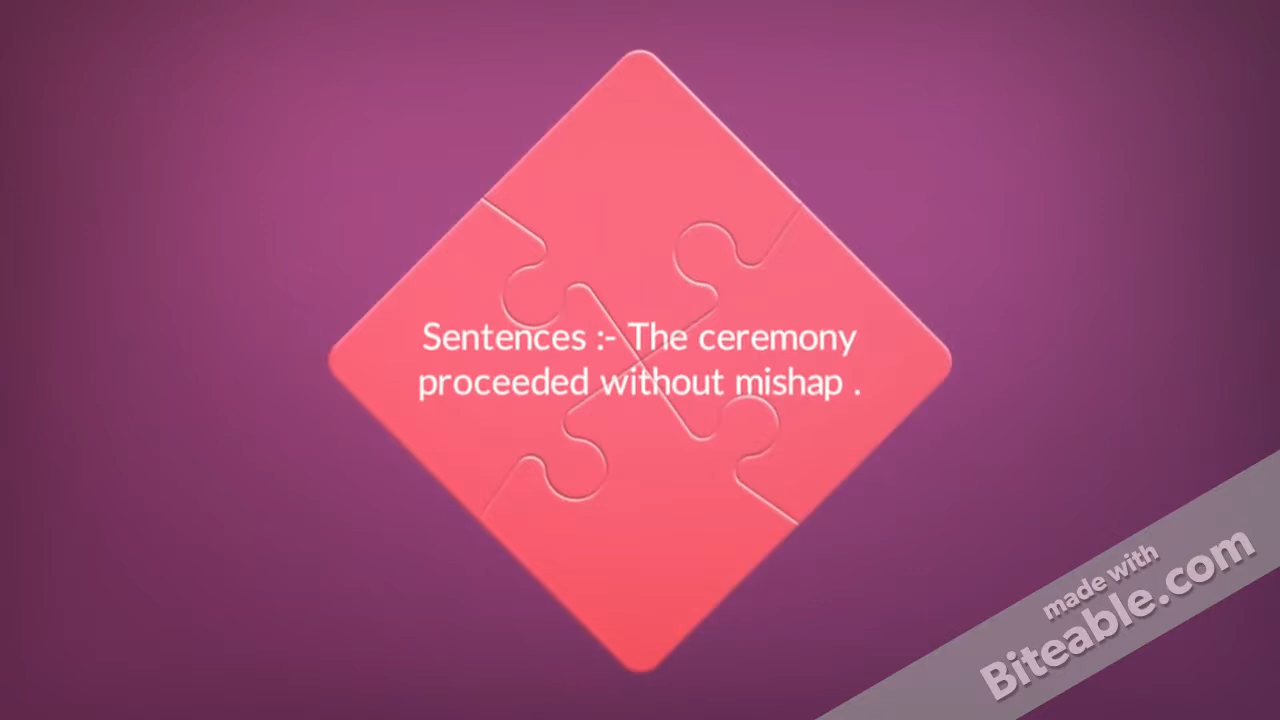 Sentences :- The ceremony
proceeded without mishap .
made with
Biteable.com